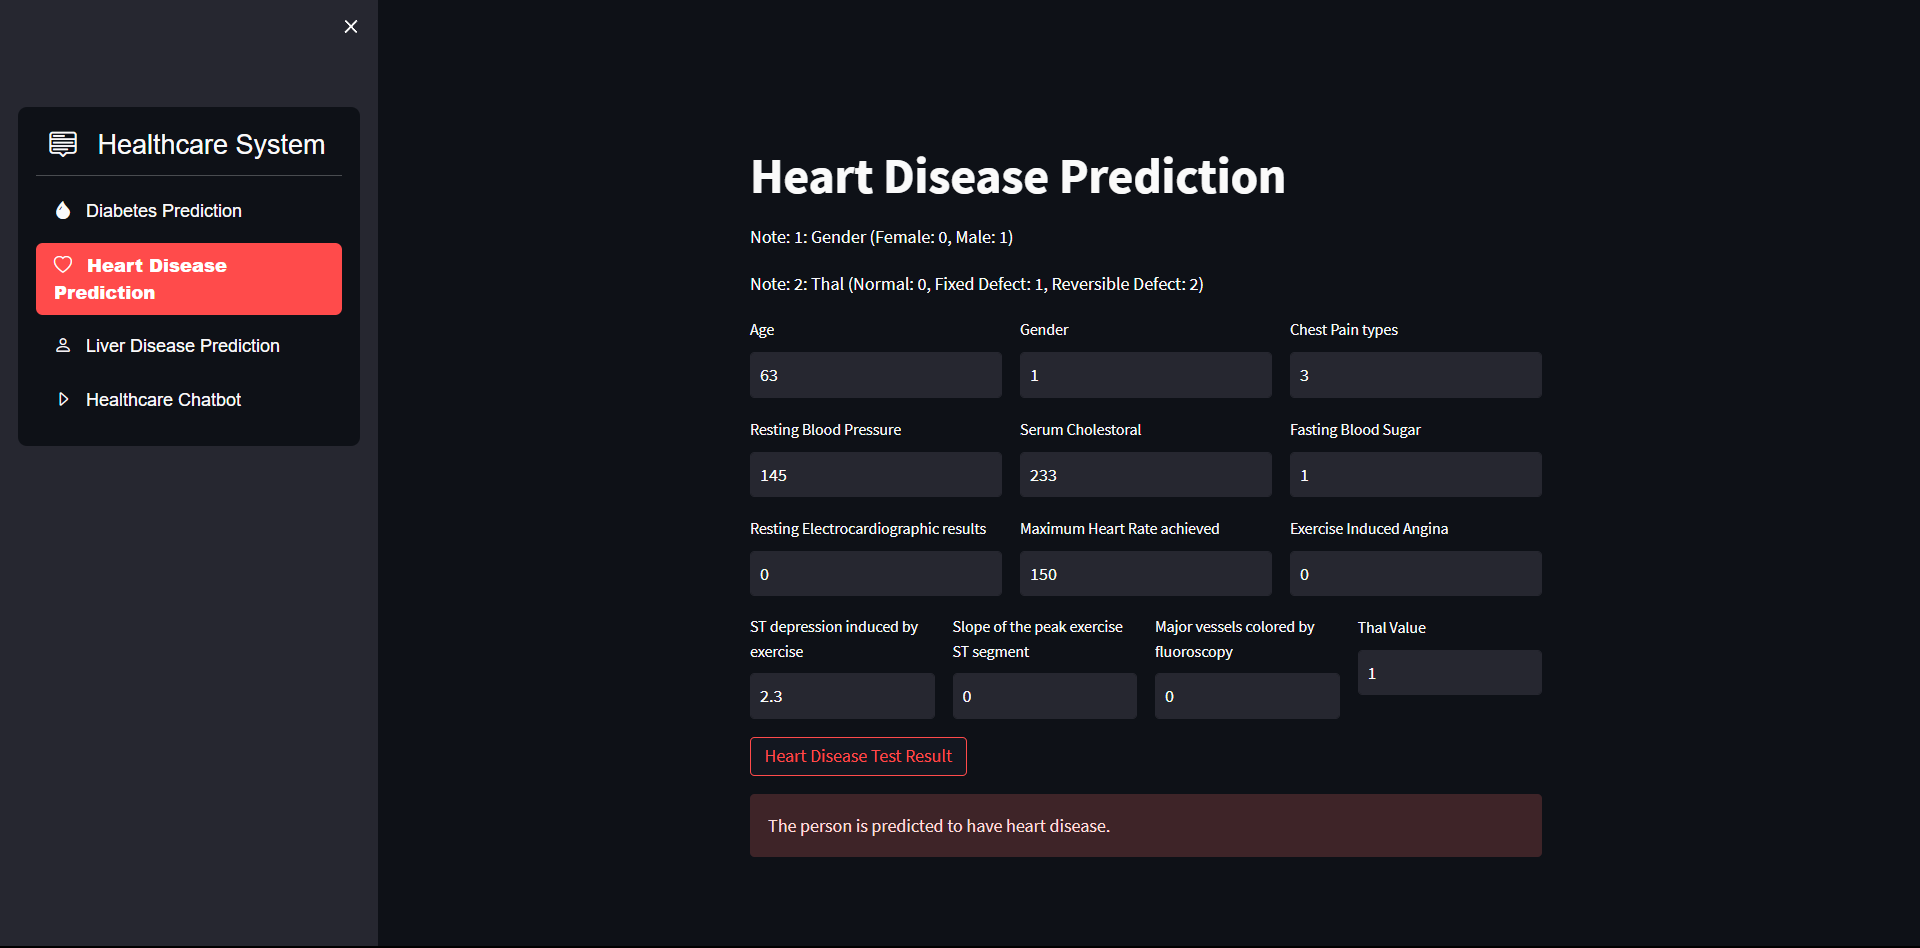 Healthcare System
Diabetes Prediction
Heart Disease
Prediction
Liver Disease Prediction
Healthcare Chatbot
Heart Disease Prediction
Note: 1: Gender (Female: 0, Male: 1)
Note: 2: Thal (Normal: 0, Fixed Defect: 1, Reversible Defect: 2)
Age
63
Gender
1
Chest Pain types
3
Resting Blood Pressure
145
Serum Cholestoral
233
Fasting Blood Sugar
1
Resting Electrocardiographic results
0
Maximum Heart Rate achieved
150
Exercise Induced Angina
0
ST depression induced by
exercise
2.3
Slope of the peak exercise
ST segment
0
Major vessels colored by
fluoroscopy
0
Thal Value
1
Heart Disease Test Result
The person is predicted to have heart disease.